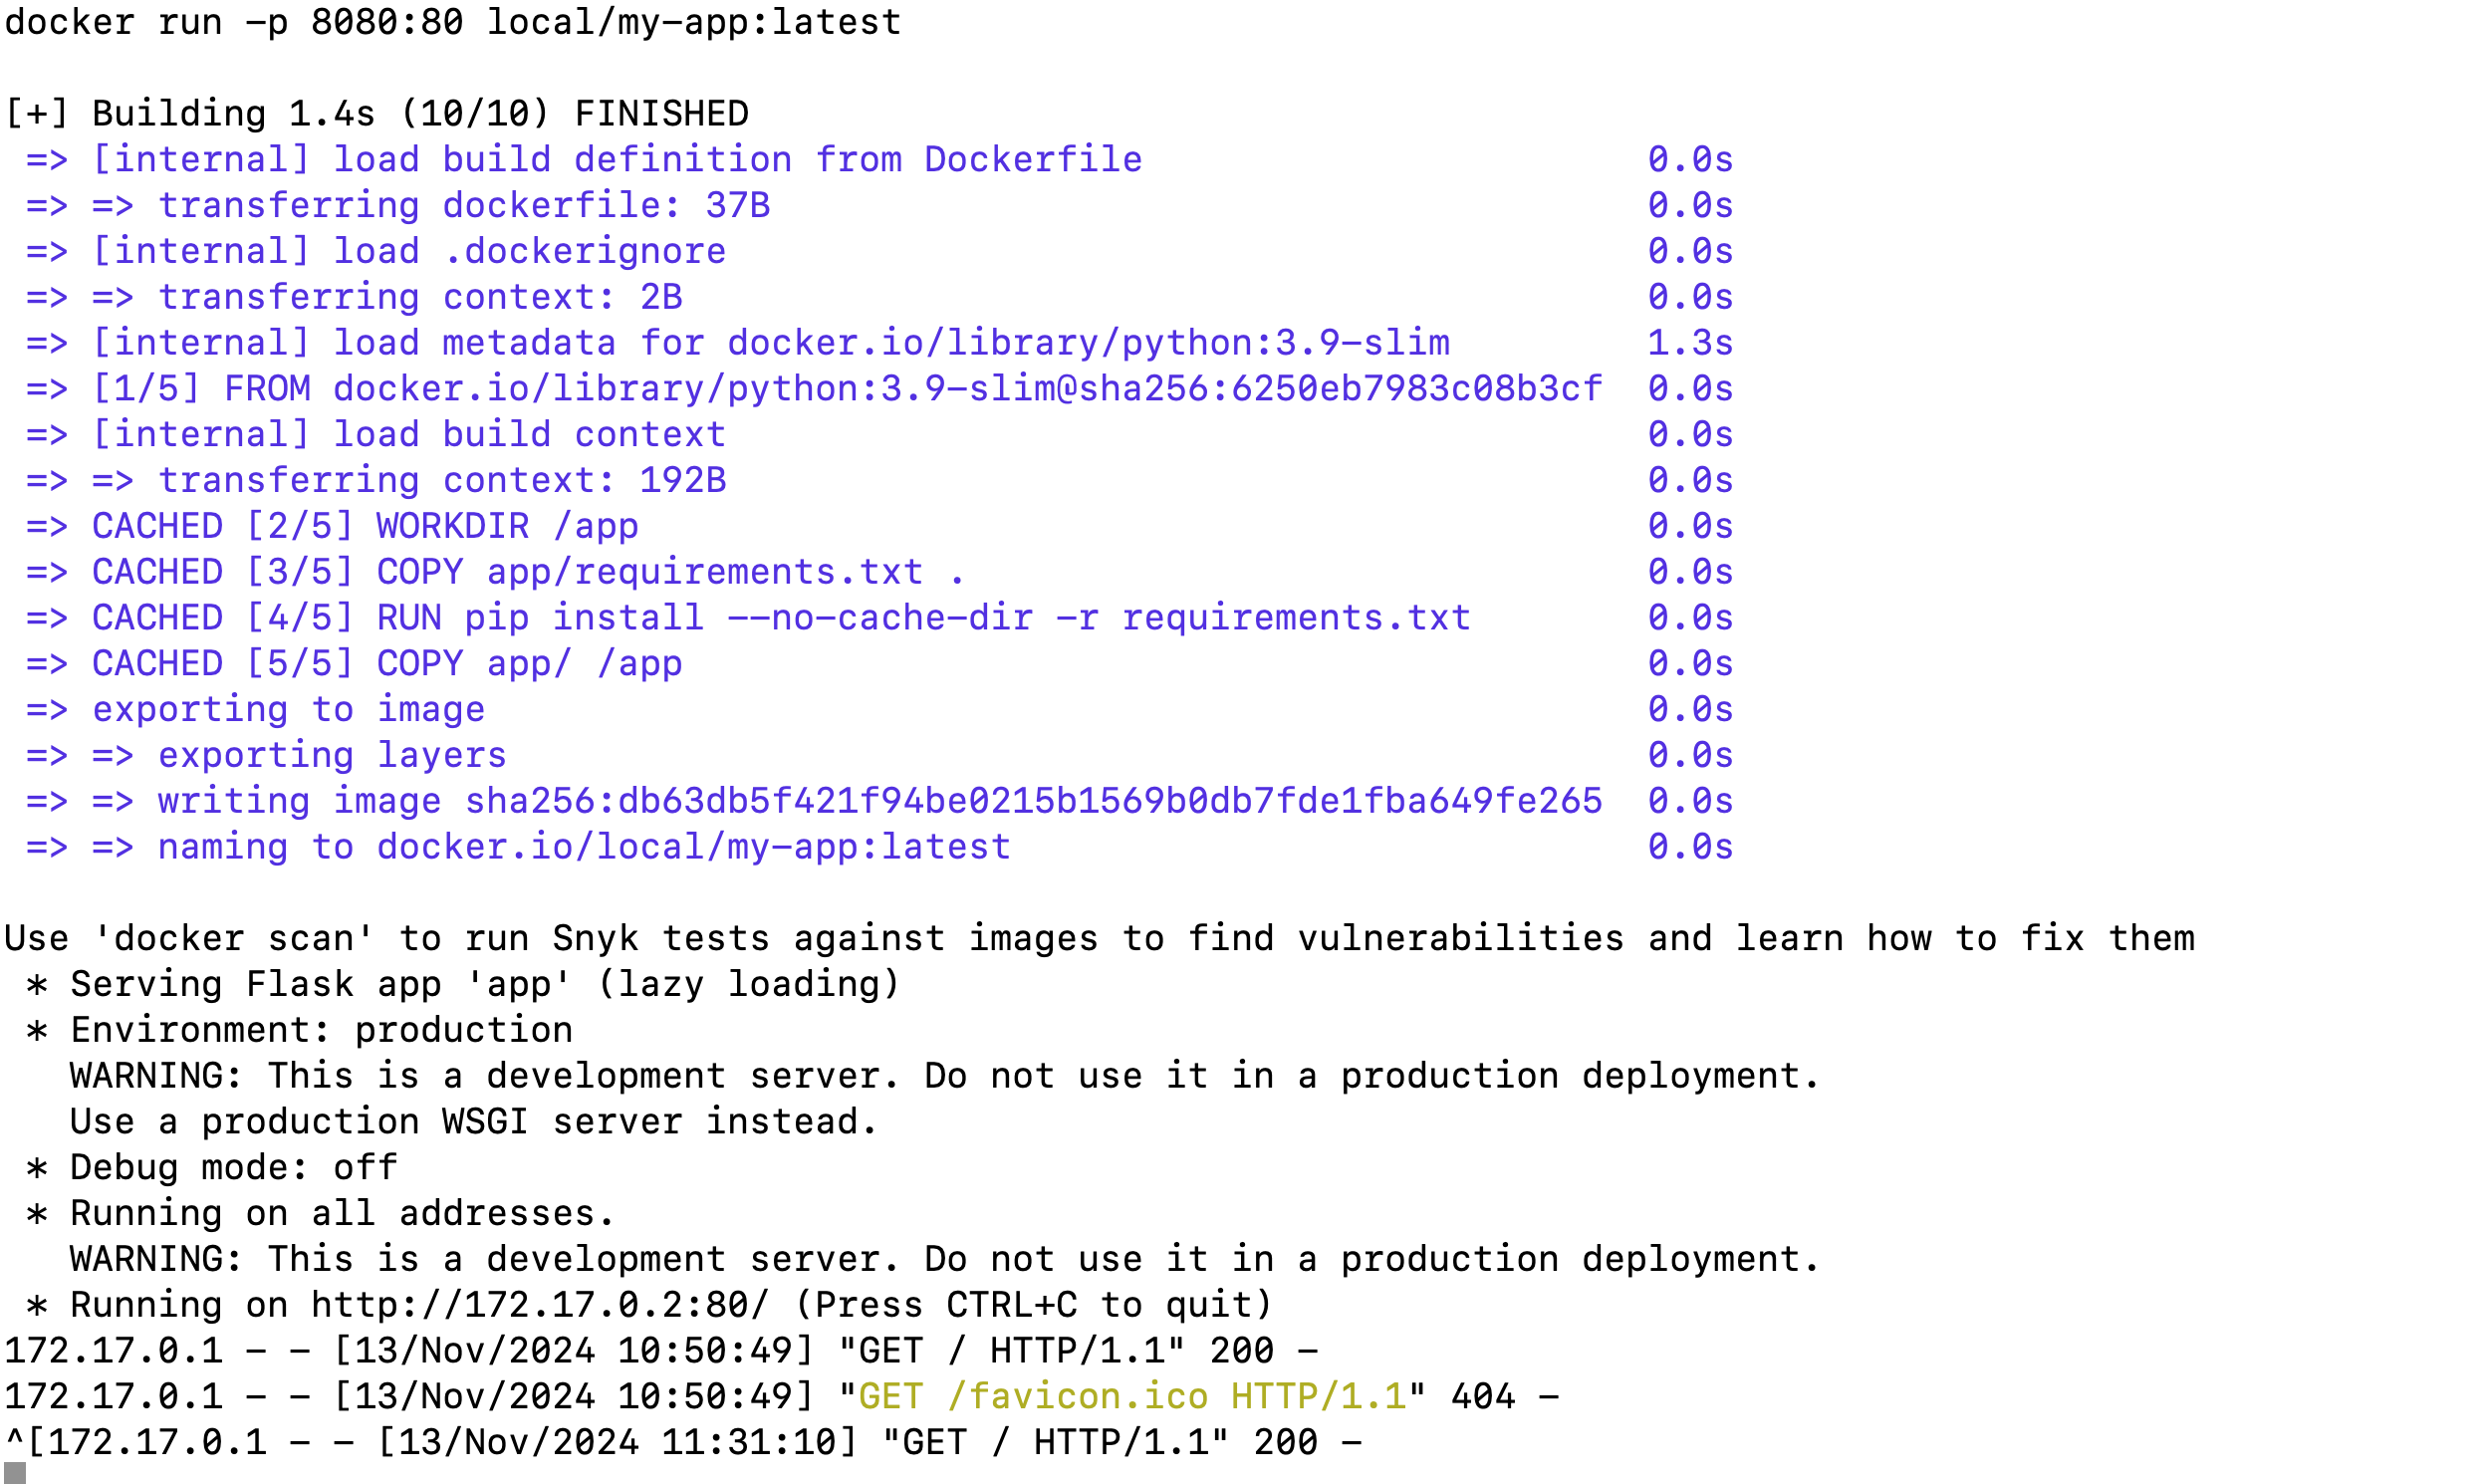 docker run -p 8080:80 local/my-app:latest
[+] Building 1.4s (10/10) FINISHED
=> [internal] load build definition from Dockerfile 0.0s
=> => transferring dockerfile: 37B 0.0s
=> [internal] load .dockerignore 0.0s
=> => transferring context: 2B 0.0s
=> [internal] load metadata for docker.io/library/python:3.9-slim 1.3s
=> [1/5] FROM docker.io/library/python:3.9-slim@sha256:6250eb7983c08b3cf 0.0s
=> [internal] load build context 0.0s
=> => transferring context: 192B 0.0s
=> CACHED [2/5] WORKDIR /app 0.0s
=> CACHED [3/5] COPY app/requirements.txt . 0.0s
=> CACHED [4/5] RUN pip install --no-cache-dir -r requirements.txt 0.0s
=> CACHED [5/5] COPY app/ /app 0.0s
=> exporting to image 0.0s
=> => exporting layers 0.0s
=> => writing image sha256:db63db5f421f94be0215b1569b0db7fde1fba649fe265 0.0s
=> => naming to docker.io/local/my-app:latest 0.0s
Use 'docker scan' to run Snyk tests against images to find vulnerabilities and learn how to fix them
* Serving Flask app 'app' (lazy loading)
* Environment: production
WARNING: This is a development server. Do not use it in a production deployment.
Use a production WSGI server instead.
* Debug mode: off
* Running on all addresses.
WARNING: This is a development server. Do not use it in a production deployment.
* Running on http://172.17.0.2:80/ (Press CTRL+C to quit)
172.17.0.1 - - [13/Nov/2024 10:50:49] "GET / HTTP/1.1" 200 -
172.17.0.1 - - [13/Nov/2024 10:50:49] "GET /favicon.ico HTTP/1.1" 404 -
^[172.17.0.1 - - [13/Nov/2024 11:31:10] "GET / HTTP/1.1" 200 -